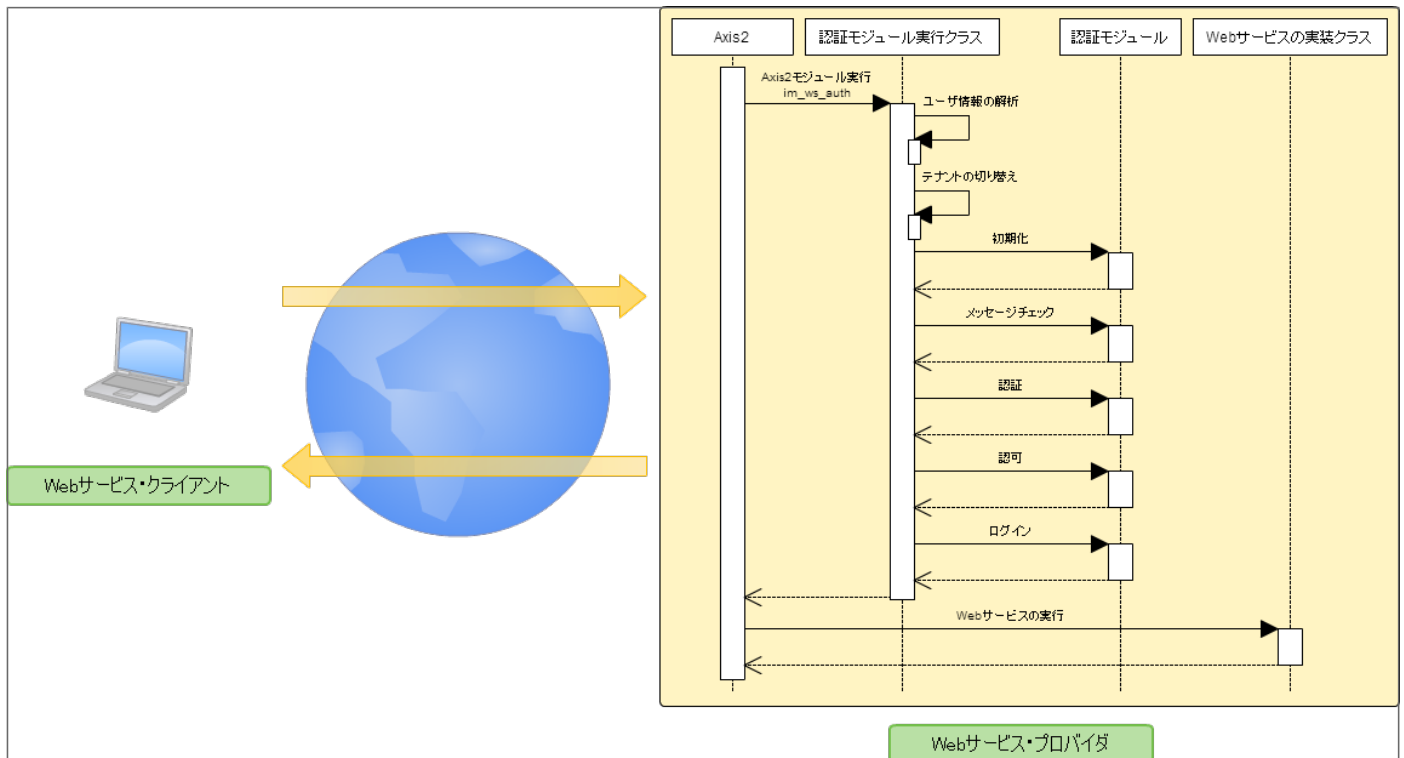 Axis2
認証モジュール実行クラス
認証モジュール
Webサービスの実装クラス
Axis2モジュール実行
im_ws_auth
ユーザ情報の解析
テナントの切り替え
初期化
メッセージチェック
認証
認可
ログイン
Webサービスの実行
Webサービス・クライアント
Webサービス・プロバイダ